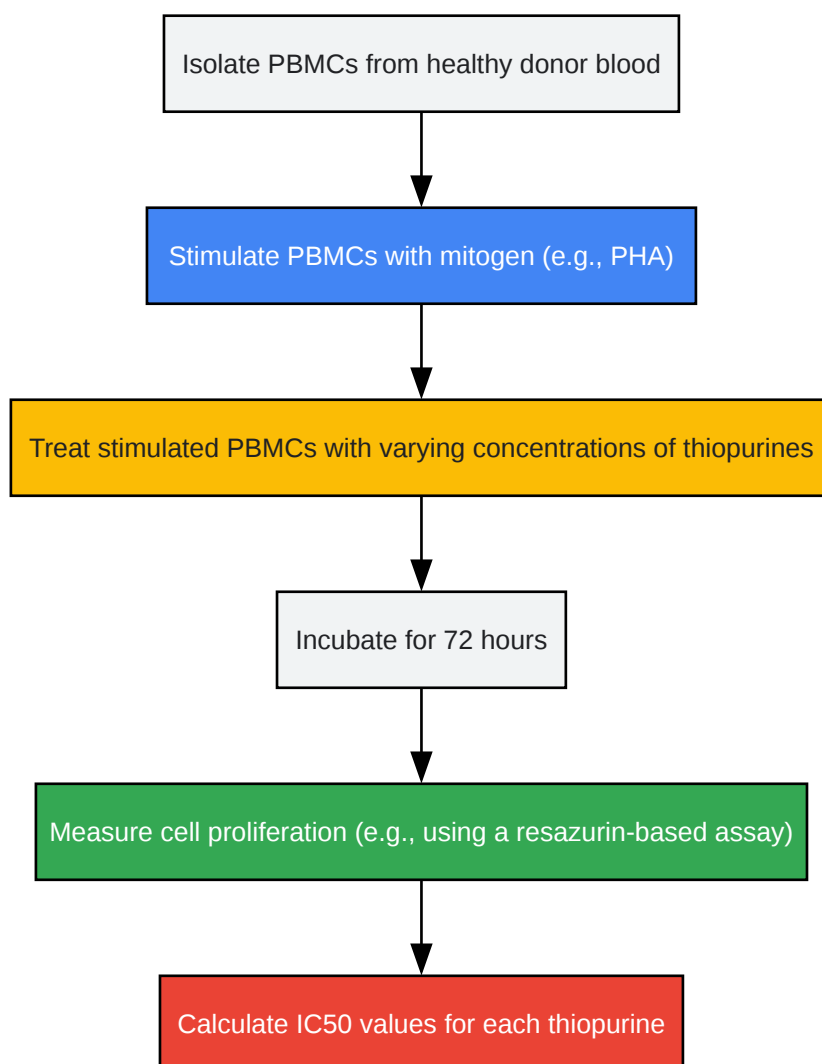 Isolate PBMCs from healthy donor blood
Stimulate PBMCs with mitogen (e.g., PHA)
Treat stimulated PBMCs with varying concentrations of thiopurines
Incubate for 72 hours
Measure cell proliferation (e.g., using a resazurin-based assay)
Calculate IC50 values for each thiopurine